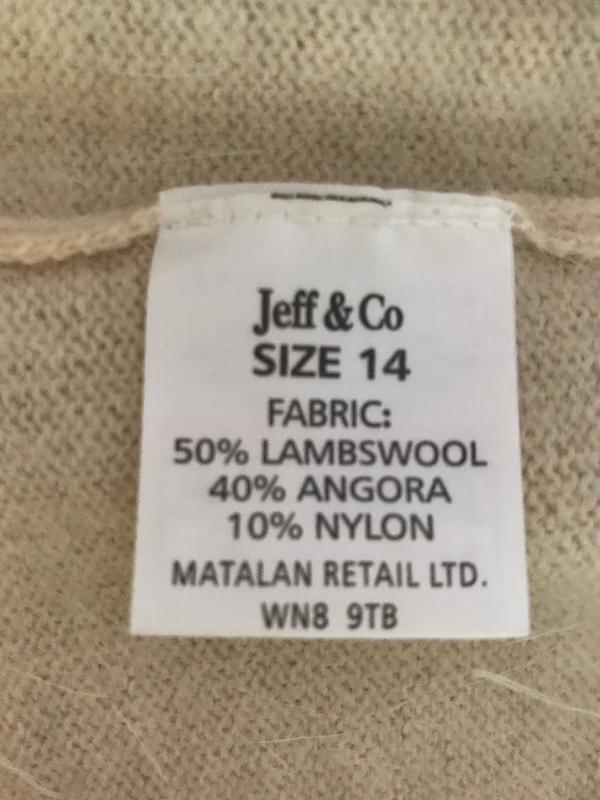 Jeff & Co
SIZE 14
FABRIC:
50% LAMBSWOOL
40% ANGORA
10% NYLON
MATALAN RETAIL LTD.
WN8 9TB